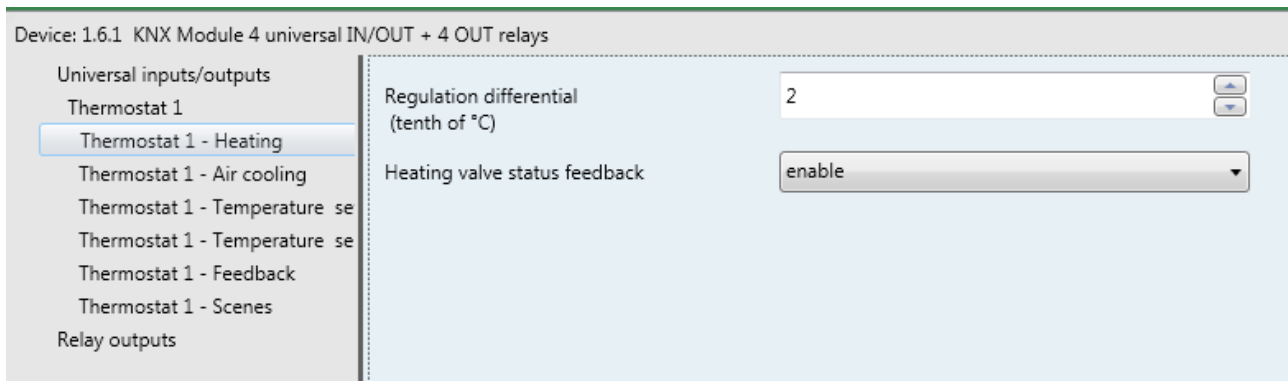 Device: 1.6.1 KNX Module 4 universal IN/OUT + 4 OUT relays
Universal inputs/outputs
Thermostat 1
Thermostat 1 - Heating
Thermostat 1 - Air cooling
Thermostat 1 - Temperature se
Thermostat 1 - Temperature se
Thermostat 1 - Feedback
Thermostat 1 - Scenes
Relay outputs
Regulation differential
(tenth of °C)
2
Heating valve status feedback
enable